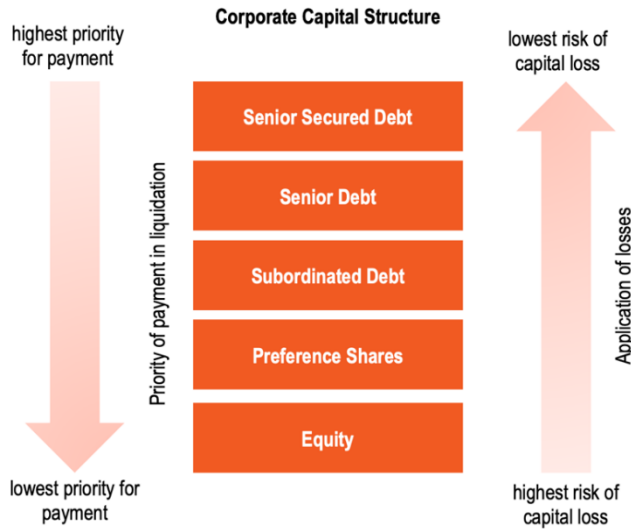 Corporate Capital Structure
highest priority
for payment
lowest risk of
capital loss
Priority of payment in liquidation
Senior Secured Debt
Senior Debt
Subordinated Debt
Preference Shares
Equity
Application of losses
lowest priority for
payment
highest risk of
capital loss